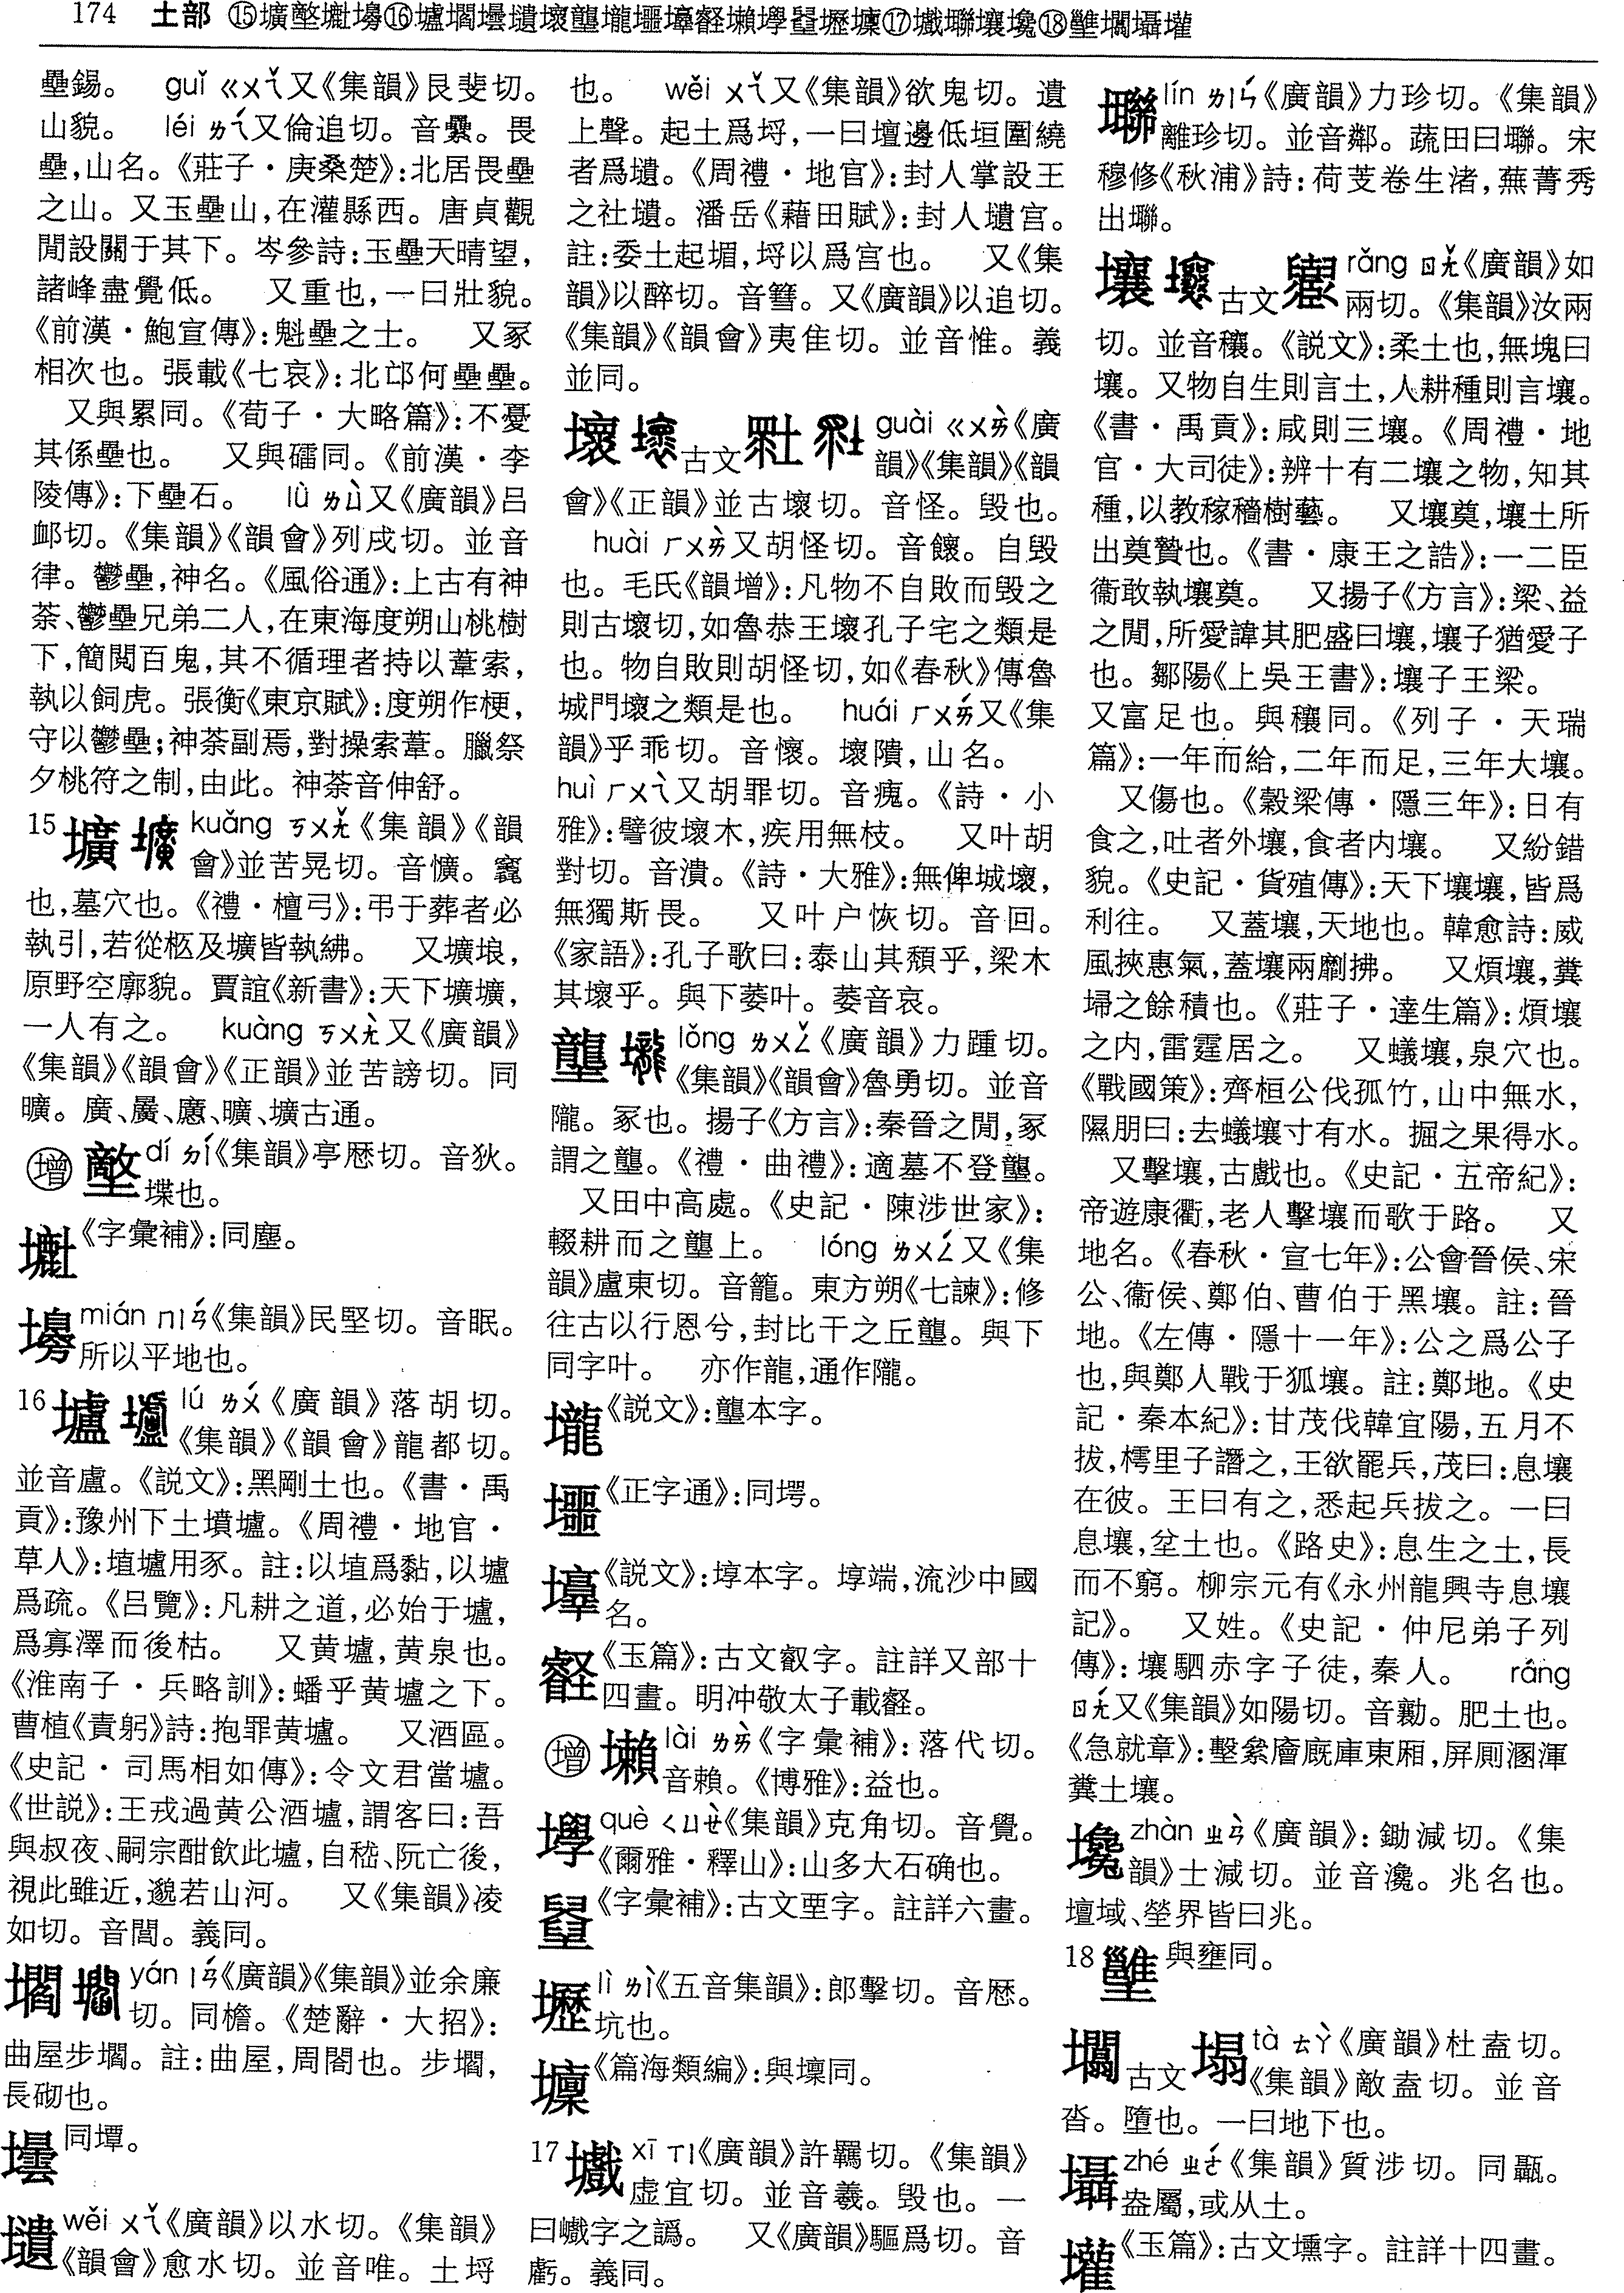 174 土部 ⑮壙墼壣㙣⑯壚壛壜壝壞壟壠壥壿壡㙩壆㙻壢壈⑰㙾壣壤㙻⑱㙲㙮㙷㙻
壘錫。 guǐ ㄍㄨㄟˇ又《集韻》艮斐切。
山貌。 léi ㄌㄟˊ又倫追切。音纍。畏
壘,山名。《莊子·庚桑楚》:北居畏壘
之山。又玉壘山,在灌縣西。唐貞觀
閒設關于其下。岑參詩:玉壘天晴望,
諸峰盡覺低。 又重也,一曰壯貌。
《前漢·鮑宣傳》:魁壘之士。 又冢
相次也。張載《七哀》:北邙何壘壘。
又與累同。《荀子·大略篇》:不憂
其係壘也。 又與礧同。《前漢·李
陵傳》:下壘石。 lǜ ㄌㄩˋ又《廣韻》吕
卹切。《集韻》《韻會》列戌切。並音
律。鬱壘,神名。《風俗通》:上古有神
荼、鬱壘兄弟二人,在東海度朔山桃樹
下,簡閲百鬼,其不循理者持以葦索,
執以飼虎。張衡《東京賦》:度朔作梗,
守以鬱壘;神荼副焉,對操索葦。臘祭
夕桃符之制,由此。神荼音伸舒。
15 壙 kuǎng ㄎㄨㄤˇ《集韻》《韻
會》並苦晃切。音懭。竁
也,墓穴也。《禮·檀弓》:弔于葬者必
執引,若從柩及壙皆執紼。 又壙埌,
原野空廓貌。賈誼《新書》:天下壙壙,
一人有之。 kuàng ㄎㄨㄤˋ又《廣韻》
《集韻》《韻會》《正韻》並苦謗切。同
曠。廣、曠、壙古通。
增 dí ㄉㄧˊ《集韻》亭厯切。音狄。
堞也。
《字彙補》:同塵。
mián ㄇㄧㄢˊ《集韻》民堅切。音眠。
所以平地也。
16 壚 lú ㄌㄨˊ《廣韻》落胡切。
《集韻》《韻會》龍都切。
並音盧。《説文》:黑剛土也。《書·禹
貢》:豫州下土墳壚。《周禮·地官·
草人》:埴壚用豕。註:以埴爲黏,以壚
爲疏。《吕覽》:凡耕之道,必始于壚,
爲寡澤而後枯。 又黄壚,黄泉也。
《淮南子·兵略訓》:蟠乎黄壚之下。
曹植《責躬》詩:抱罪黄壚。 又酒區。
《史記·司馬相如傳》:令文君當壚。
《世説》:王戎過黄公酒壚,謂客曰:吾
與叔夜、嗣宗酣飲此壚,自嵇、阮亡後,
視此雖近,邈若山河。 又《集韻》凌
如切。音閭。義同。
壛 yán ㄧㄢˊ《廣韻》《集韻》並余廉
切。同檐。《楚辭·大招》:
曲屋步壛。註:曲屋,周閣也。步壛,
長砌也。
壜 同墰。
壝 wěi ㄨㄟˇ《廣韻》以水切。《集韻》
《韻會》愈水切。並音唯。土埒
也。 wěi ㄨㄟˇ又《集韻》欲鬼切。遺
上聲。起土爲埒,一曰壇邊低垣圍繞
者爲壝。《周禮·地官》:封人掌設王
之社壝。潘岳《藉田賦》:封人壝宫。
註:委土起堳,埒以爲宫也。 又《集
韻》以醉切。音篲。又《廣韻》以追切。
《集韻》《韻會》夷隹切。並音惟。義
並同。
壞 古文 guài ㄍㄨㄞˋ《廣
韻》《集韻》《韻
會》《正韻》並古壞切。音怪。毁也。
huài ㄏㄨㄞˋ又胡怪切。音懷。自毁
也。毛氏《韻增》:凡物不自敗而毁之
則古壞切,如魯恭王壞孔子宅之類是
也。物自敗則胡怪切,如《春秋》傳魯
城門壞之類是也。 huái ㄏㄨㄞˊ又《集
韻》乎乖切。音懷。壞隤,山名。
huì ㄏㄨㄟˋ又胡罪切。音瘣。《詩·小
雅》:譬彼壞木,疾用無枝。 又叶胡
對切。音潰。《詩·大雅》:無俾城壞,
無獨斯畏。 又叶户恢切。音回。
《家語》:孔子歌曰:泰山其頽乎,梁木
其壞乎。與下萎叶。萎音哀。
壟 lǒng ㄌㄨㄥˇ《廣韻》力踵切。
《集韻》《韻會》魯勇切。並音
隴。冢也。揚子《方言》:秦晉之閒,冢
謂之壟。《禮·曲禮》:適墓不登壟。
又田中高處。《史記·陳涉世家》:
輟耕而之壟上。 lóng ㄌㄨㄥˊ又《集
韻》盧東切。音籠。東方朔《七諫》:修
往古以行恩兮,封比干之丘壟。與下
同字叶。 亦作龍,通作隴。
壠 《説文》:壟本字。
《正字通》:同堮。
《説文》:埻本字。埻端,流沙中國
名。
壡 《玉篇》:古文叡字。註詳又部十
四畫。明冲敬太子載壡。
增 lài ㄌㄞˋ《字彙補》:落代切。
音賴。《博雅》:益也。
壆 què ㄑㄩㄝˋ《集韻》克角切。音覺。
《爾雅·釋山》:山多大石确也。
《字彙補》:古文垔字。註詳六畫。
壢 lì ㄌㄧˋ《五音集韻》:郎擊切。音厯。
坑也。
《篇海類編》:與壈同。
17 xī ㄒㄧ《廣韻》許羈切。《集韻》
虚宜切。並音羲。毁也。一
曰巇字之譌。 又《廣韻》驅爲切。音
虧。義同。
lín ㄌㄧㄣˊ《廣韻》力珍切。《集韻》
離珍切。並音鄰。蔬田曰。宋
穆修《秋浦》詩:荷芰卷生渚,蕪菁秀
出。
壤 古文 rǎng ㄖㄤˇ《廣韻》如
兩切。《集韻》汝兩
切。並音穰。《説文》:柔土也,無塊曰
壤。又物自生則言土,人耕種則言壤。
《書·禹貢》:咸則三壤。《周禮·地
官·大司徒》:辨十有二壤之物,知其
種,以教稼穡樹藝。 又壤奠,壤土所
出奠贄也。《書·康王之誥》:一二臣
衞敢執壤奠。 又揚子《方言》:梁、益
之閒,所愛諱其肥盛曰壤,壤子猶愛子
也。鄒陽《上吳王書》:壤子王梁。
又富足也。與穰同。《列子·天瑞
篇》:一年而給,二年而足,三年大壤。
又傷也。《穀梁傳·隱三年》:日有
食之,吐者外壤,食者内壤。 又紛錯
貌。《史記·貨殖傳》:天下壤壤,皆爲
利往。 又蓋壤,天地也。韓愈詩:威
風挾惠氣,蓋壤兩劘拂。 又煩壤,糞
埽之餘積也。《莊子·達生篇》:煩壤
之内,雷霆居之。 又蟻壤,泉穴也。
《戰國策》:齊桓公伐孤竹,山中無水,
隰朋曰:去蟻壤寸有水。掘之果得水。
又擊壤,古戲也。《史記·五帝紀》:
帝遊康衢,老人擊壤而歌于路。 又
地名。《春秋·宣七年》:公會晉侯、宋
公、衞侯、鄭伯、曹伯于黑壤。註:晉
地。《左傳·隱十一年》:公之爲公子
也,與鄭人戰于狐壤。註:鄭地。《史
記·秦本紀》:甘茂伐韓宜陽,五月不
拔,樗里子譖之,王欲罷兵,茂曰:息壤
在彼。王曰有之,悉起兵拔之。一曰
息壤,坌土也。《路史》:息生之土,長
而不窮。柳宗元有《永州龍興寺息壤
記》。 又姓。《史記·仲尼弟子列
傳》:壤駟赤字子徒,秦人。 ráng
ㄖㄤˊ又《集韻》如陽切。音勷。肥土也。
《急就章》:墼絫廥廄庫東厢,屏厠溷渾
糞土壤。
zhàn ㄓㄢˋ《廣韻》:鋤減切。《集
韻》士減切。並音瀺。兆名也。
壇域、塋界皆曰兆。
18 與壅同。
古文塌 tà ㄊㄚˋ《廣韻》杜盍切。
《集韻》敵盍切。並音
沓。墮也。一曰地下也。
zhé ㄓㄜˊ《集韻》質涉切。同。
盎屬,或从土。
《玉篇》:古文壎字。註詳十四畫。